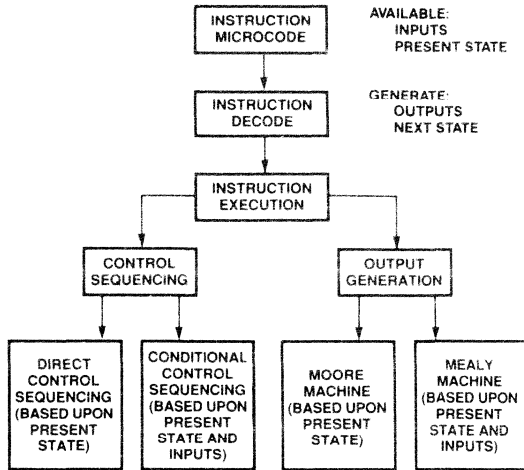 INSTRUCTION
MICROCODE
AVAILABLE:
INPUTS
PRESENT STATE
INSTRUCTION
DECODE
GENERATE:
OUTPUTS
NEXT STATE
INSTRUCTION
EXECUTION
CONTROL
SEQUENCING
OUTPUT
GENERATION
DIRECT
CONTROL
SEQUENCING
(BASED UPON
PRESENT
STATE)
CONDITIONAL
CONTROL
SEQUENCING
(BASED UPON
PRESENT
STATE AND
INPUTS)
MOORE
MACHINE
(BASED UPON
PRESENT
STATE)
MEALY
MACHINE
(BASED UPON
PRESENT
STATE AND
INPUTS)